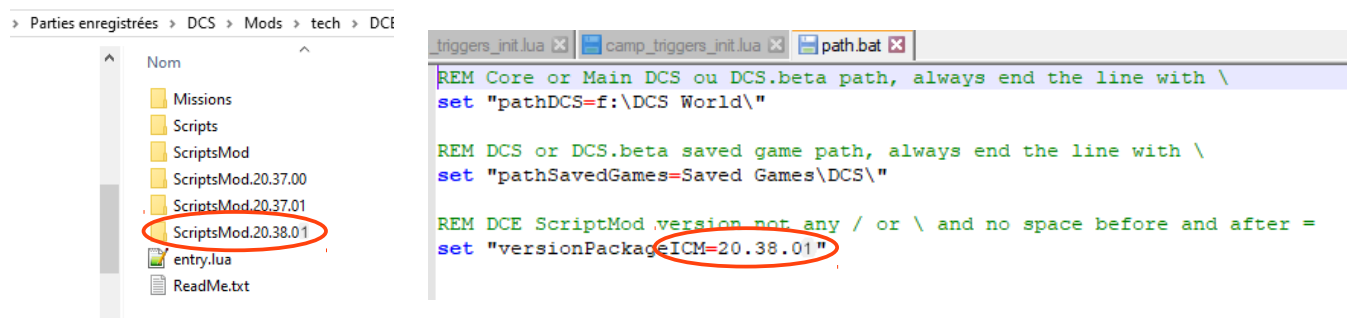 > Parties enregistrées > DCS > Mods > tech > DCE
Nom
Missions
Scripts
ScriptsMod
ScriptsMod.20.37.00
ScriptsMod.20.37.01
ScriptsMod.20.38.01
entry.lua
ReadMe.txt
_triggers_init.lua camp_triggers_init.lua path.bat
REM Core or Main DCS ou DCS.beta path, always end the line with \
set "pathDCS=f:\DCS World\"
REM DCS or DCS.beta saved game path, always end the line with \
set "pathSavedGames=Saved Games\DCS\"
REM DCE ScriptMod version not any / or \ and no space before and after =
set "versionPackageICM=20.38.01"